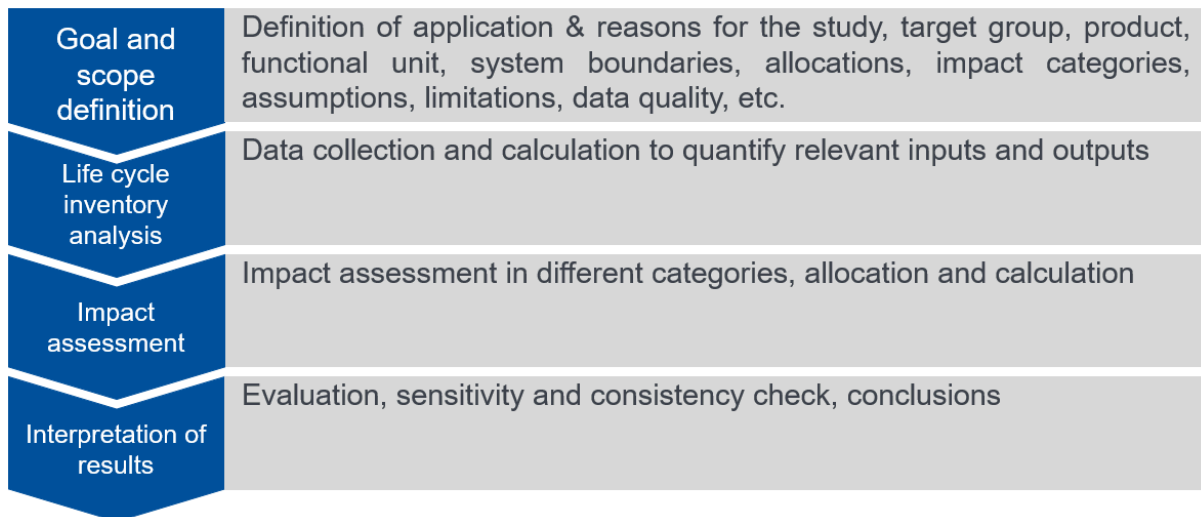 Goal and
scope
definition
Definition of application & reasons for the study, target group, product,
functional unit, system boundaries, allocations, impact categories,
assumptions, limitations, data quality, etc.
Life cycle
inventory
analysis
Data collection and calculation to quantify relevant inputs and outputs
Impact
assessment
Impact assessment in different categories, allocation and calculation
Interpretation of
results
Evaluation, sensitivity and consistency check, conclusions